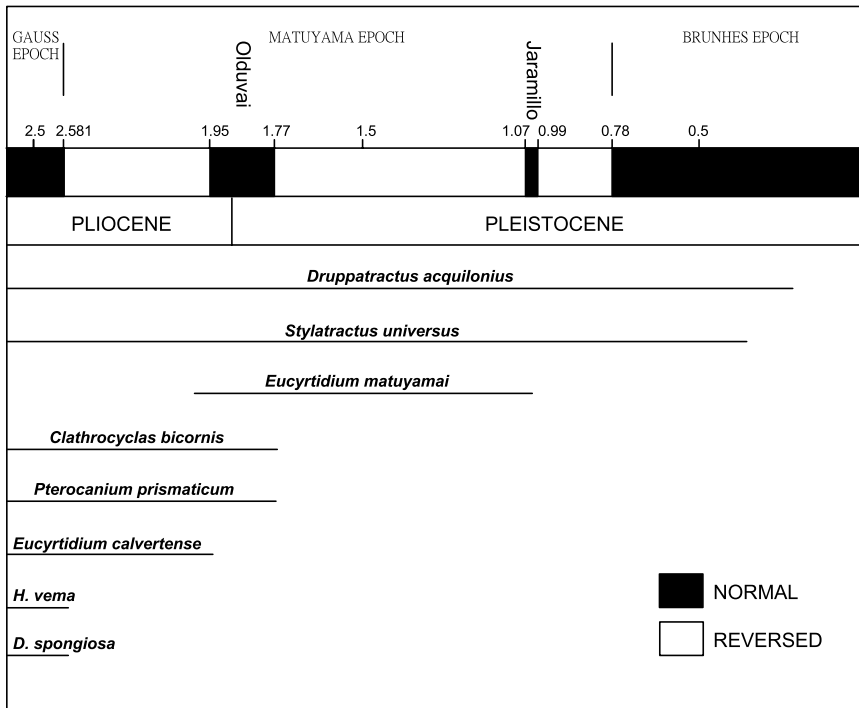 GAUSS
EPOCH
Olduvai
MATUYAMA EPOCH
Jaramillo
BRUNHES EPOCH
2.5 2.581 1.95 1.77 1.5 1.07 0.99 0.78 0.5
PLIOCENE PLEISTOCENE
Druppatractus acquilonius
Stylatractus universus
Eucyrtidium matuyamai
Clathrocyclas bicornis
Pterocanium prismaticum
Eucyrtidium calvertense
H. vema
D. spongiosa
NORMAL
REVERSED